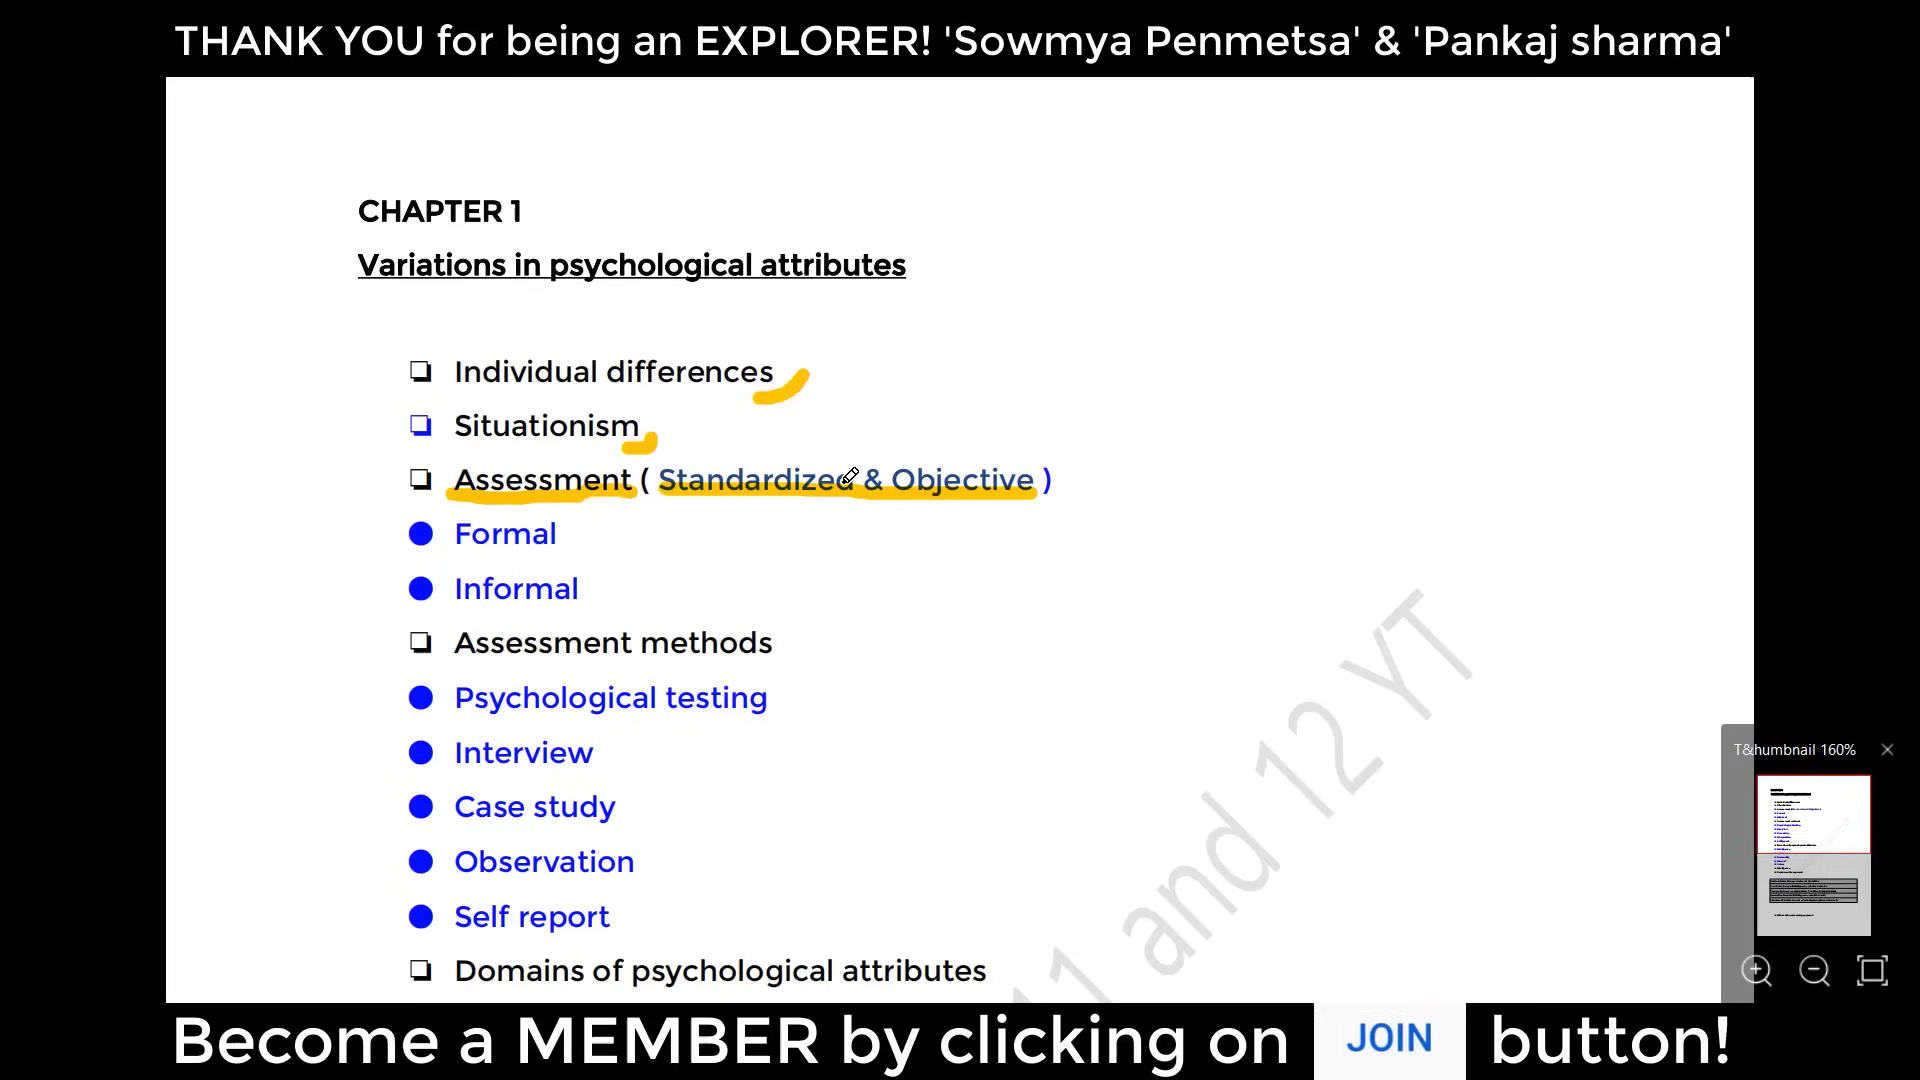 THANK YOU for being an EXPLORER! 'Sowmya Penmetsa' & 'Pankaj sharma'
CHAPTER 1
Variations in psychological attributes
❏ Individual differences
❏ Situationism
❏ Assessment ( Standardized & Objective )
● Formal
● Informal
❏ Assessment methods
● Psychological testing
● Interview
● Case study
● Observation
● Self report
❏ Domains of psychological attributes
11 and 12 YT
T&humbnail 160%
Become a MEMBER by clicking on JOIN button!